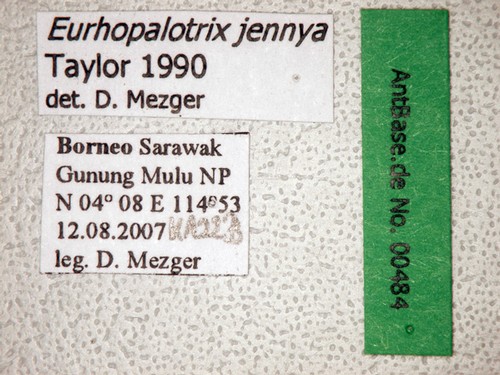 Eurhopalotrix jennya
Taylor 1990
det. D. Mezger
Borneo Sarawak
Gunung Mulu NP
N 04° 08 E 114°53
12.08.2007
leg. D. Mezger
AntBase.de No. 00484